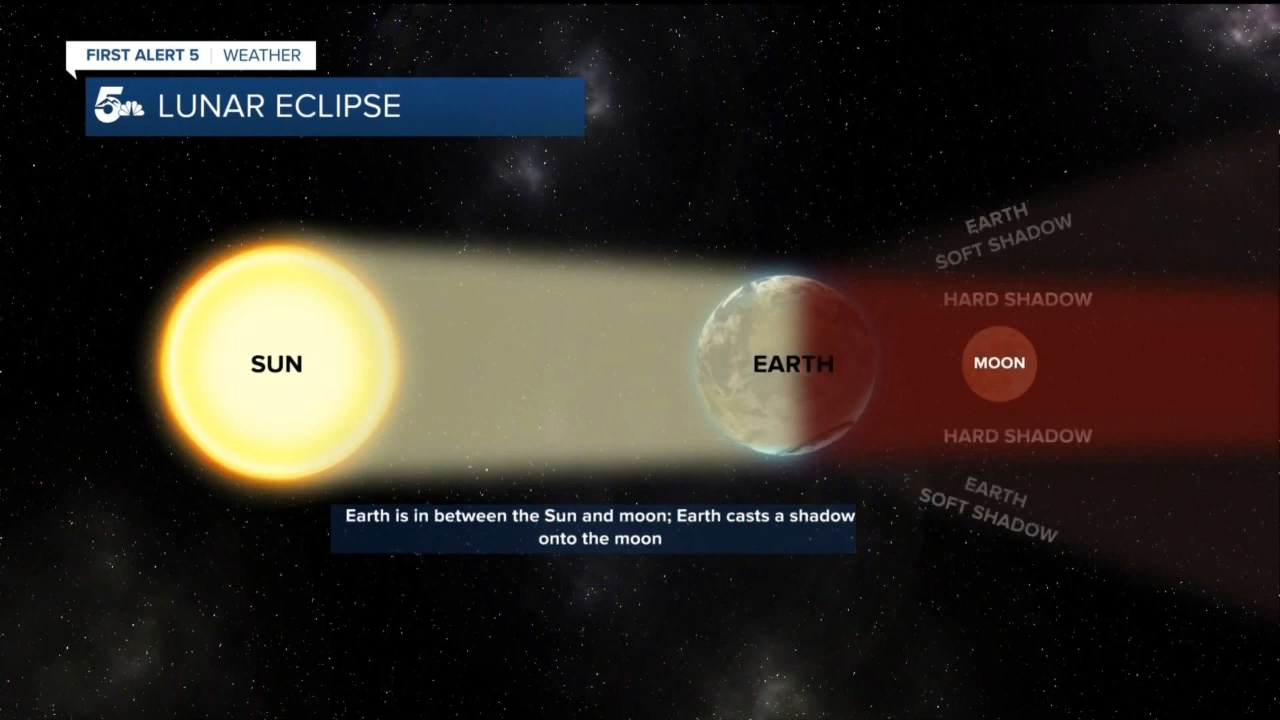 FIRST ALERT 5 | WEATHER
5 LUNAR ECLIPSE
EARTH
SOFT SHADOW
HARD SHADOW
SUN
EARTH
MOON
HARD SHADOW
EARTH
SOFT SHADOW
Earth is in between the Sun and moon; Earth casts a shadow
onto the moon